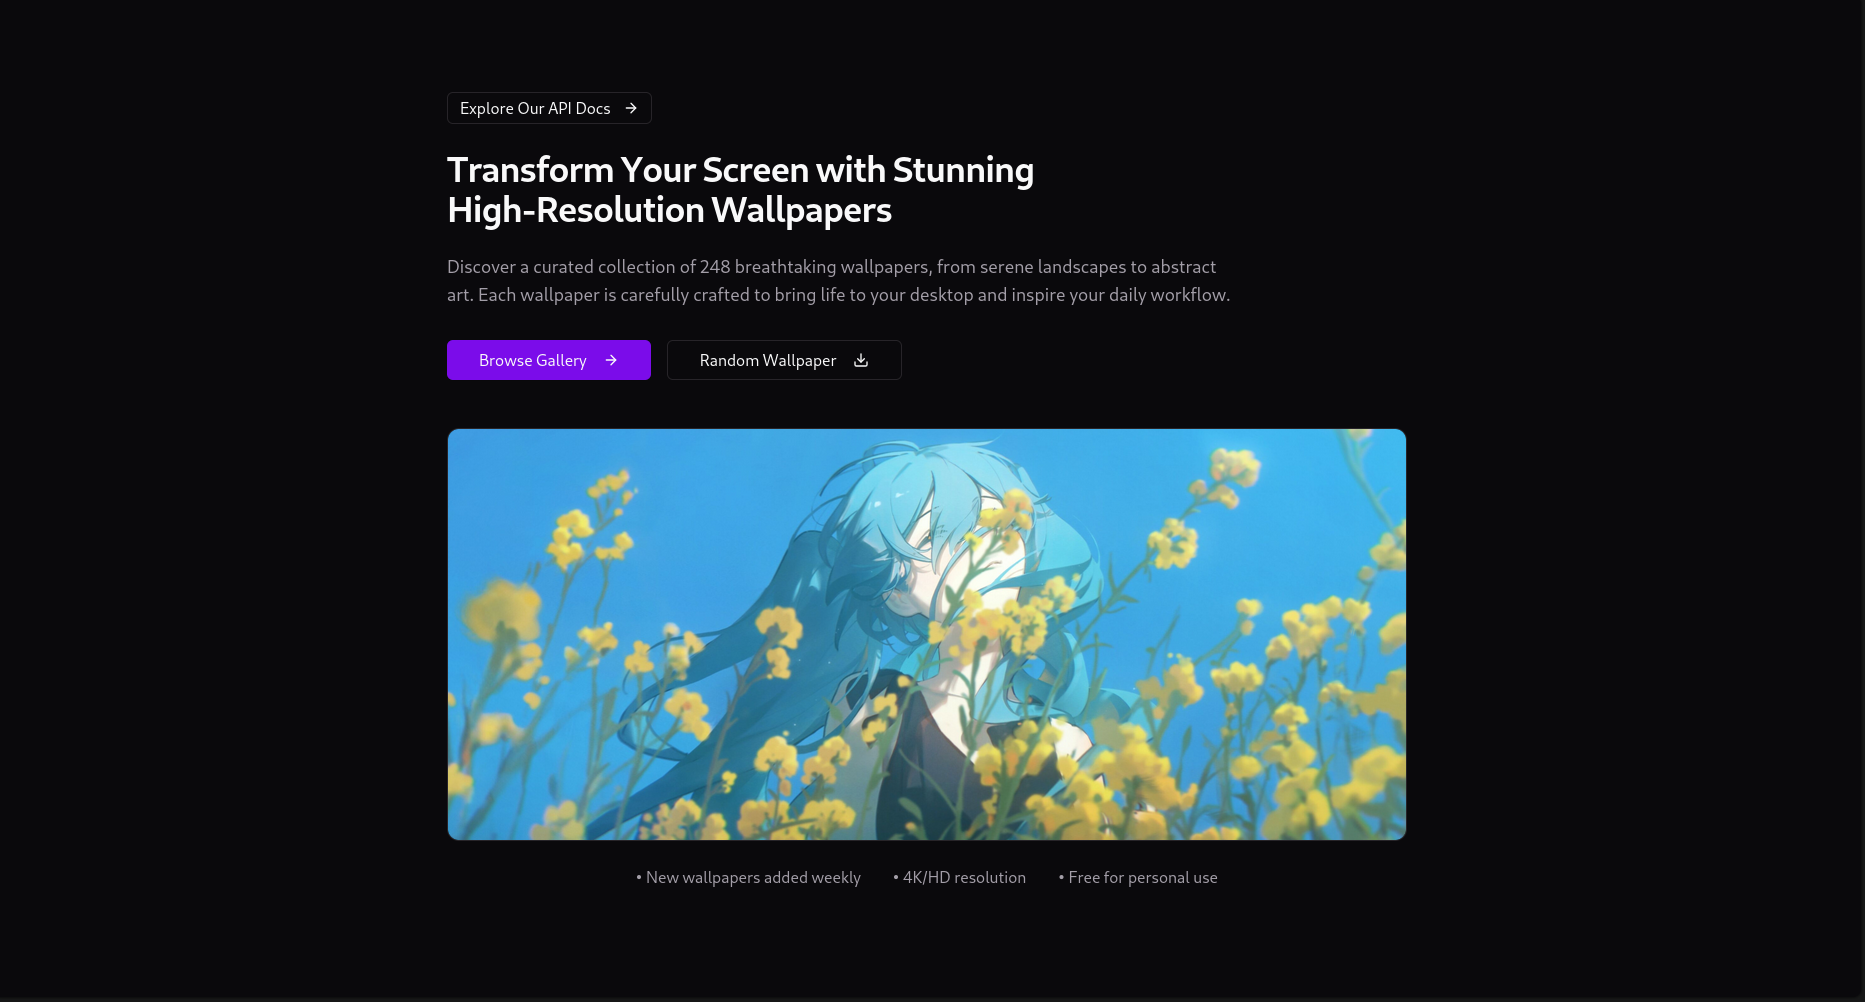 Explore Our API Docs
Transform Your Screen with Stunning
High-Resolution Wallpapers
Discover a curated collection of 248 breathtaking wallpapers, from serene landscapes to abstract
art. Each wallpaper is carefully crafted to bring life to your desktop and inspire your daily workflow.
Browse Gallery
Random Wallpaper
• New wallpapers added weekly
• 4K/HD resolution
• Free for personal use